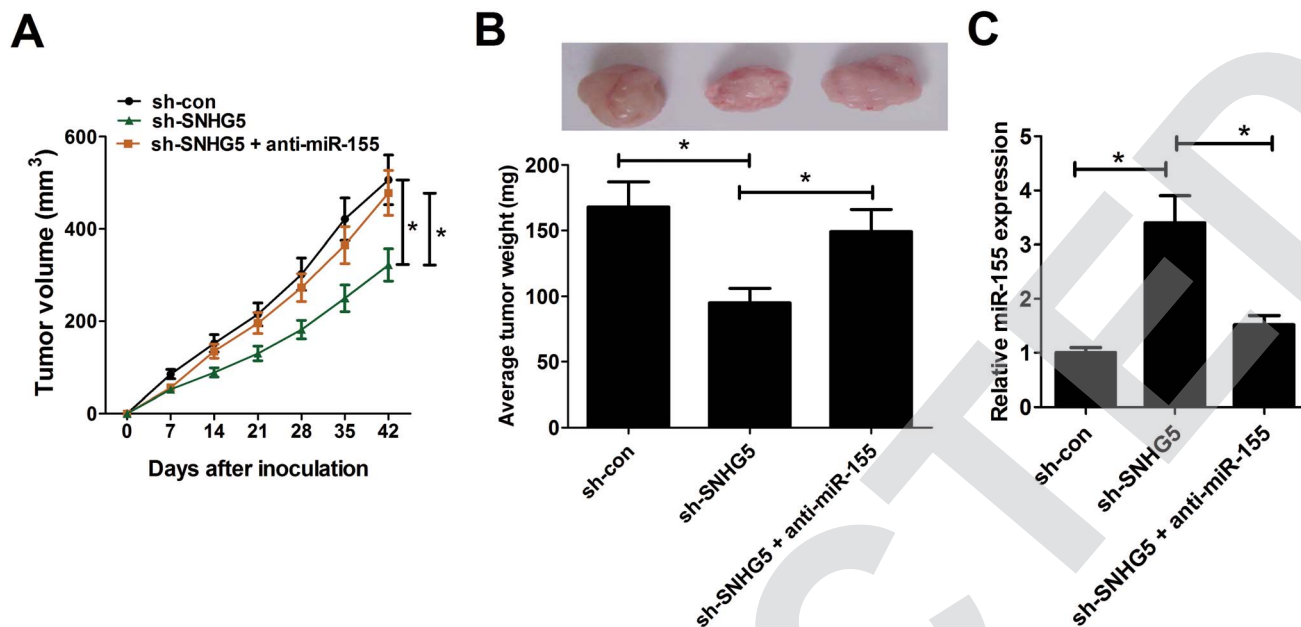 A
sh-con
sh-SNHG5
sh-SNHG5 + anti-miR-155
Tumor volume (mm³)
600
400
200
0
0 7 14 21 28 35 42
Days after inoculation
*
*
B
Average tumor weight (mg)
200
150
100
50
0
*
*
sh-con
sh-SNHG5
sh-SNHG5 + anti-miR-155
C
Relative miR-155 expression
5
4
3
2
1
0
*
*
sh-con
sh-SNHG5
sh-SNHG5 + anti-miR-155
CTED